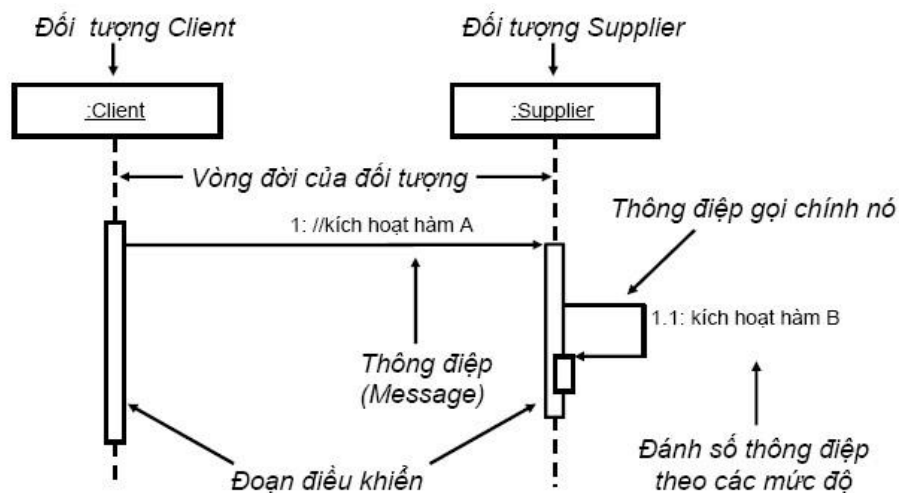 Đối tượng Client
Đối tượng Supplier
:Client
:Supplier
Vòng đời của đối tượng
Thông điệp gọi chính nó
1: //kích hoạt hàm A
1.1: kích hoạt hàm B
Thông điệp
(Message)
Đoạn điều khiển
Đánh số thông điệp
theo các mức độ